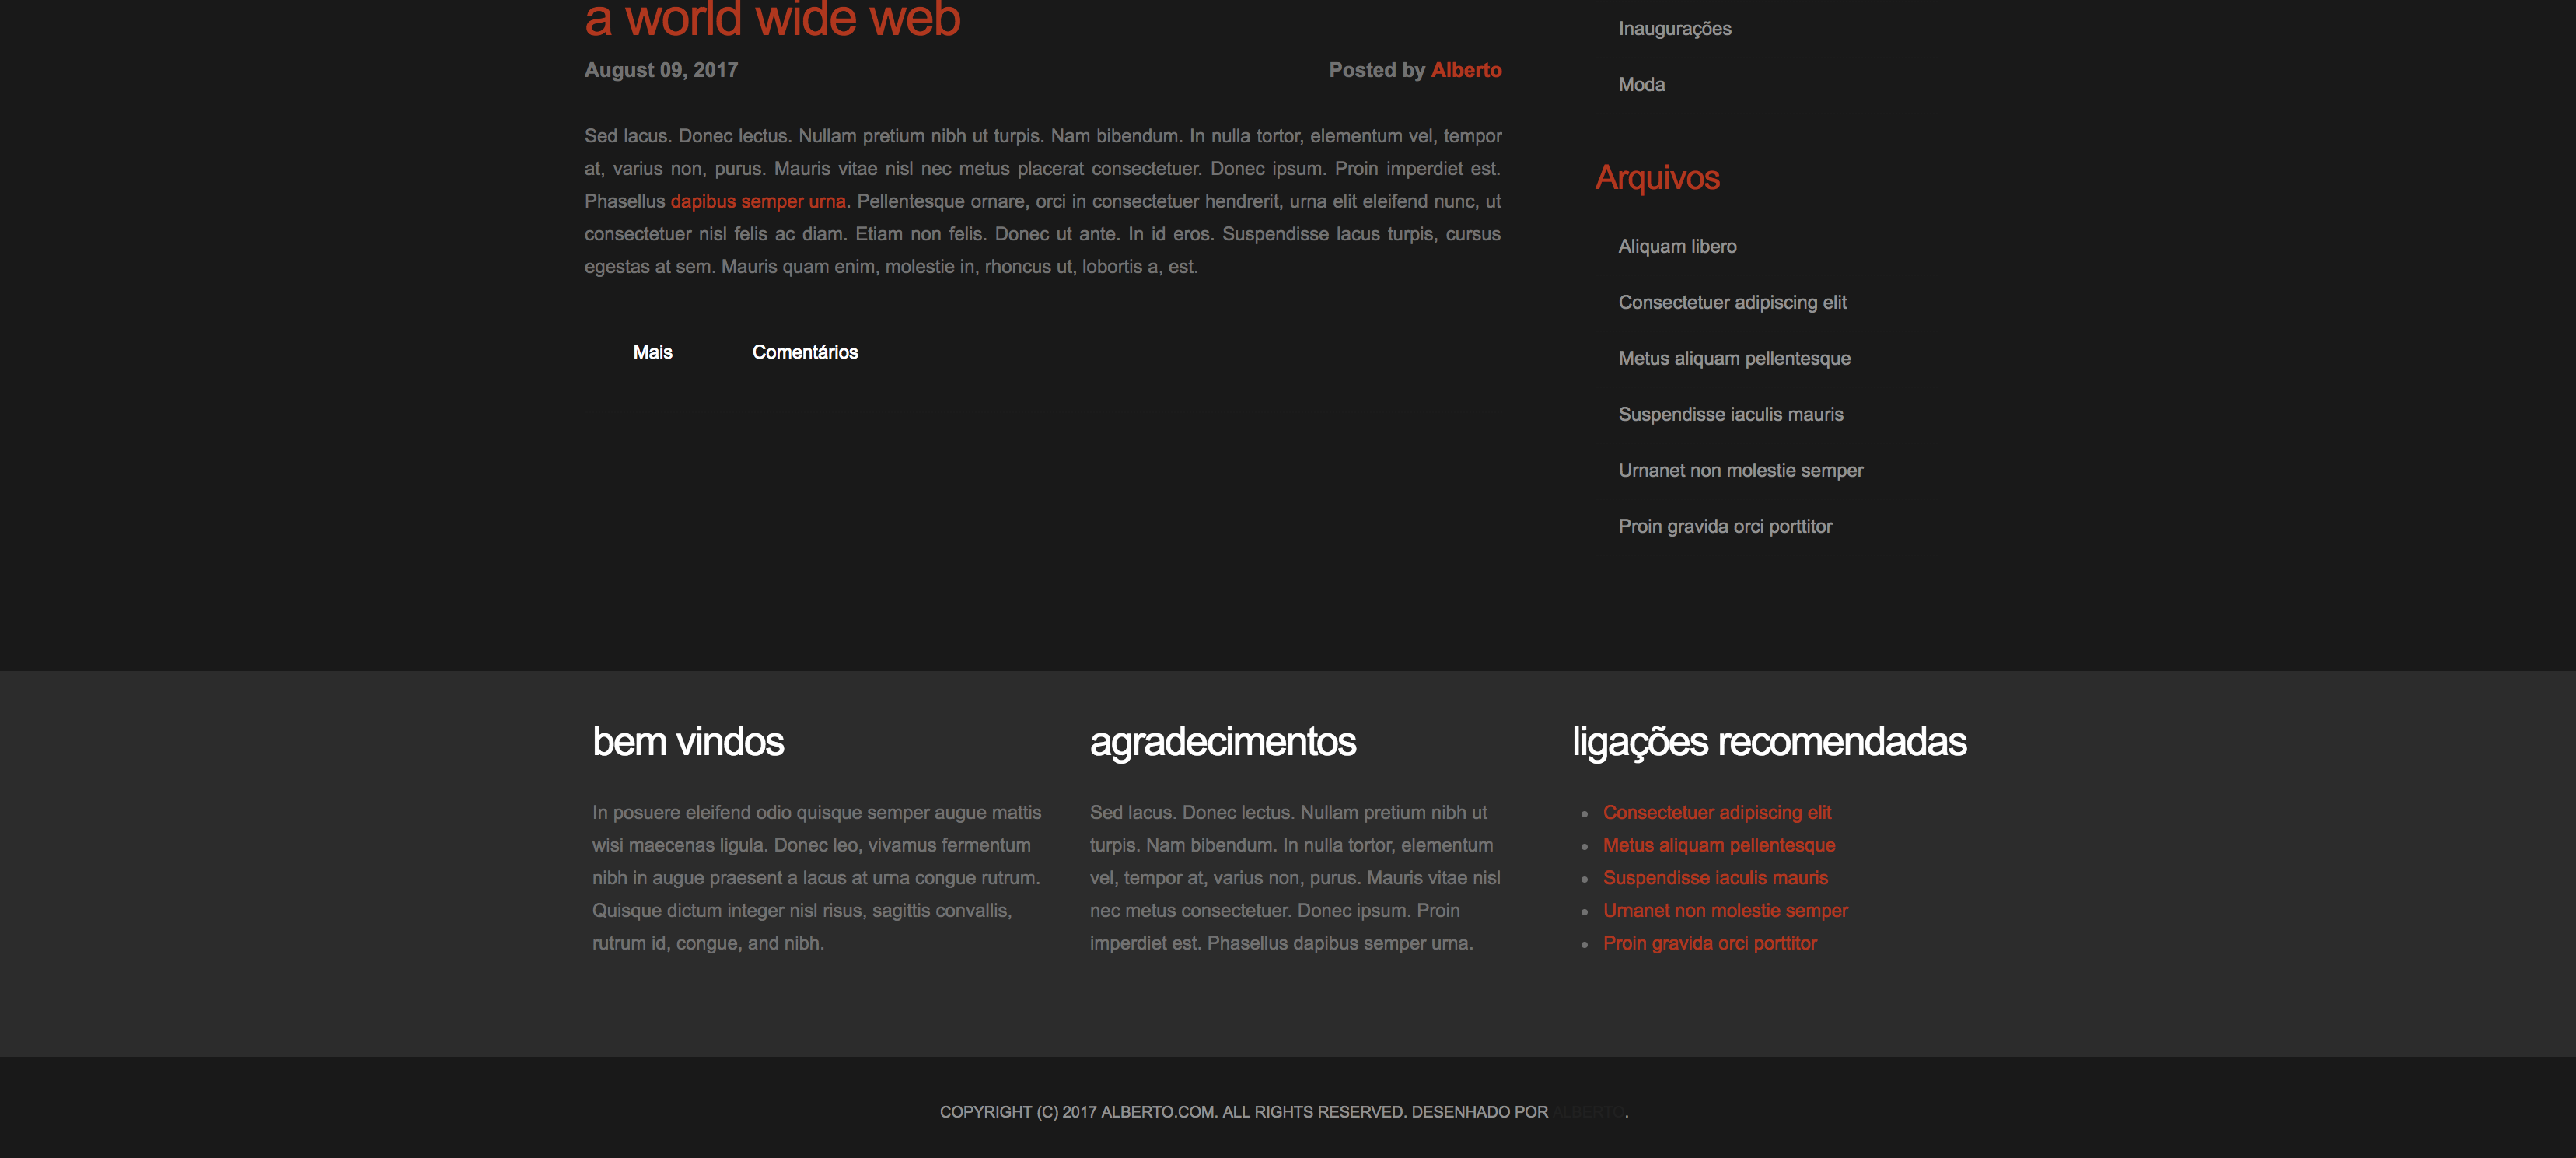 a world wide web
August 09, 2017
Posted by Alberto
Sed lacus. Donec lectus. Nullam pretium nibh ut turpis. Nam bibendum. In nulla tortor, elementum vel, tempor
at, varius non, purus. Mauris vitae nisl nec metus placerat consectetuer. Donec ipsum. Proin imperdiet est.
Phasellus dapibus semper urna. Pellentesque ornare, orci in consectetuer hendrerit, urna elit eleifend nunc, ut
consectetuer nisl felis ac diam. Etiam non felis. Donec ut ante. In id eros. Suspendisse lacus turpis, cursus
egestas at sem. Mauris quam enim, molestie in, rhoncus ut, lobortis a, est.
Mais
Comentários
Inaugurações
Moda
Arquivos
Aliquam libero
Consectetuer adipiscing elit
Metus aliquam pellentesque
Suspendisse iaculis mauris
Urnanet non molestie semper
Proin gravida orci porttitor
bem vindos
In posuere eleifend odio quisque semper augue mattis
wisi maecenas ligula. Donec leo, vivamus fermentum
nibh in augue praesent a lacus at urna congue rutrum.
Quisque dictum integer nisl risus, sagittis convallis,
rutrum id, congue, and nibh.
agradecimentos
Sed lacus. Donec lectus. Nullam pretium nibh ut
turpis. Nam bibendum. In nulla tortor, elementum
vel, tempor at, varius non, purus. Mauris vitae nisl
nec metus consectetuer. Donec ipsum. Proin
imperdiet est. Phasellus dapibus semper urna.
ligações recomendadas
• Consectetuer adipiscing elit
• Metus aliquam pellentesque
• Suspendisse iaculis mauris
• Urnanet non molestie semper
• Proin gravida orci porttitor
COPYRIGHT (C) 2017 ALBERTO.COM. ALL RIGHTS RESERVED. DESENHADO POR ALBERTO.